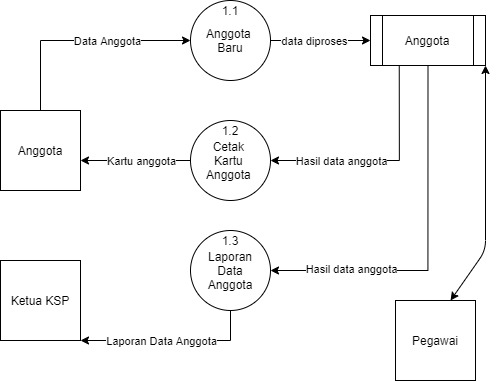 1.1
Anggota
Baru
Data Anggota
data diproses
Anggota
Anggota
1.2
Cetak
Kartu
Anggota
Kartu anggota
Hasil data anggota
1.3
Laporan
Data
Anggota
Hasil data anggota
Ketua KSP
Laporan Data Anggota
Pegawai